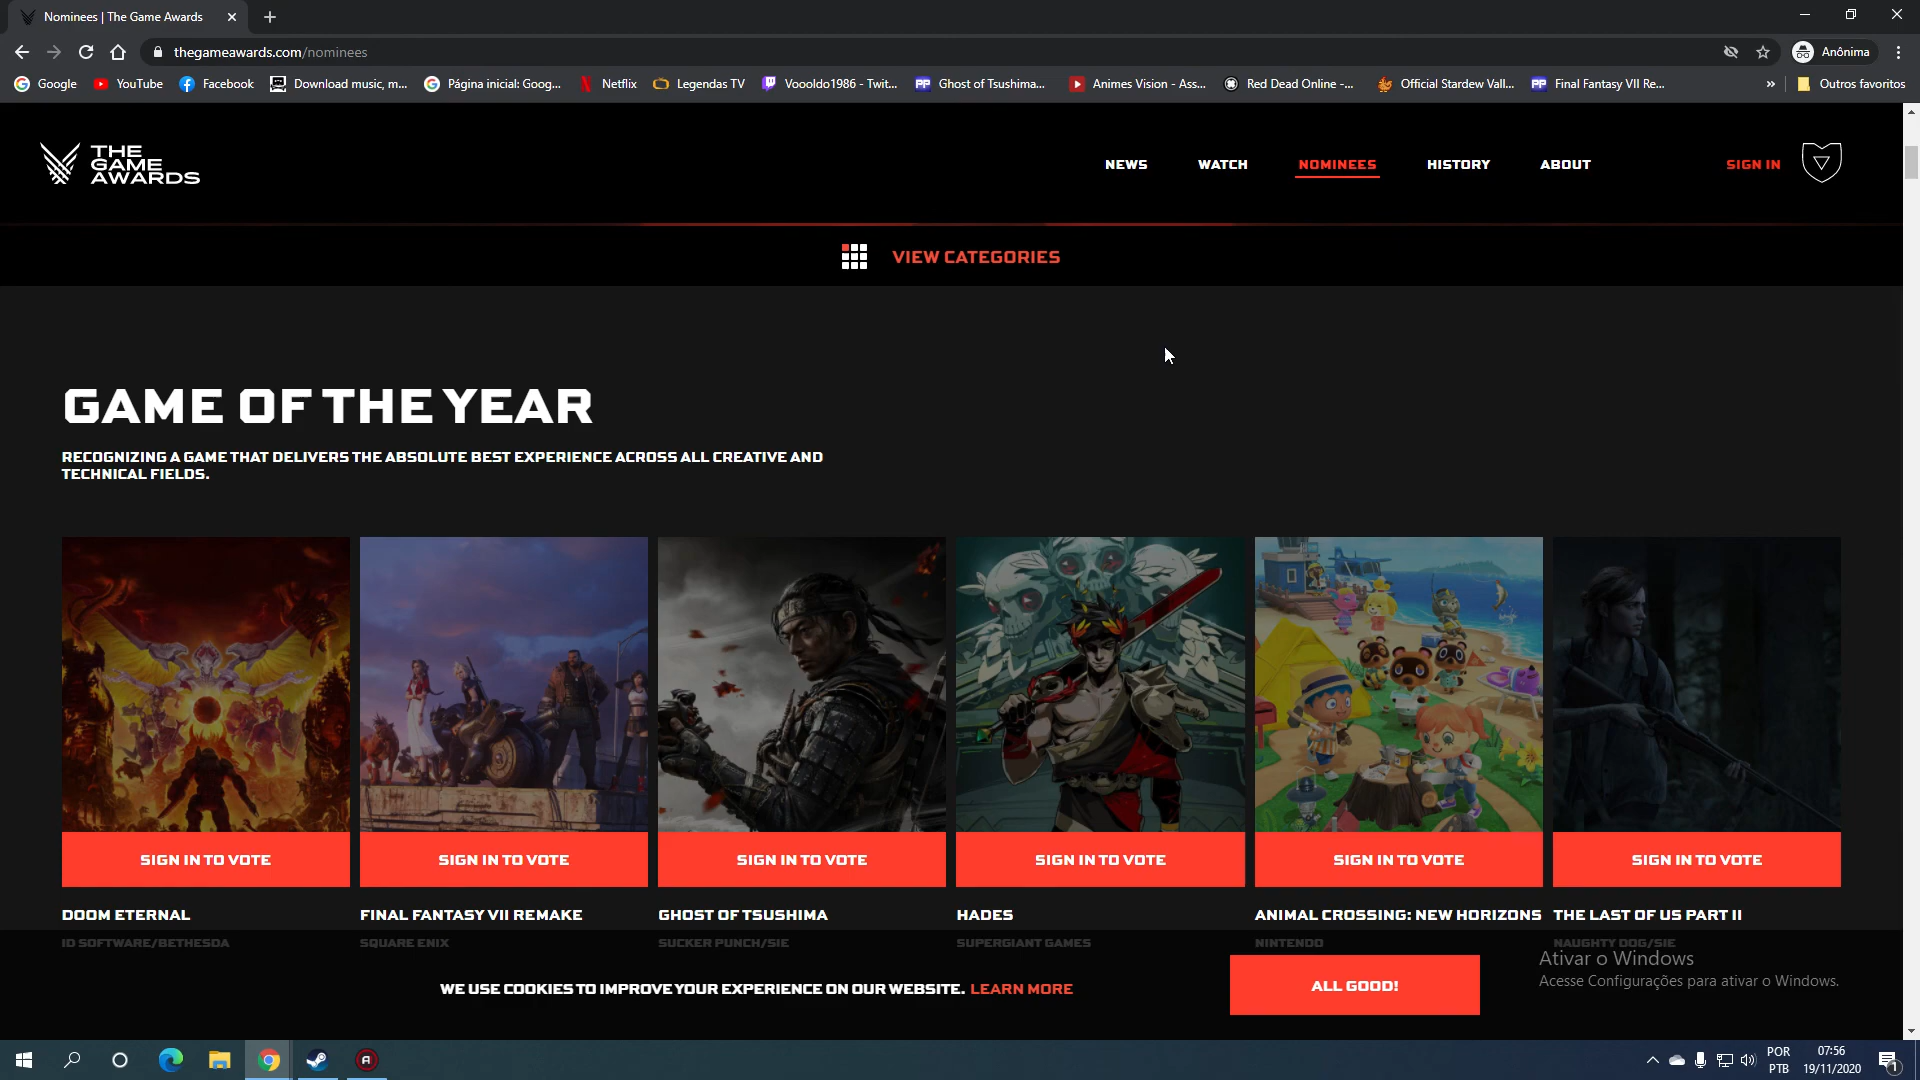 Nominees | The Game Awards
thegameawards.com/nominees
Anônima
Google
YouTube
Facebook
Download music, m...
Página inicial: Goog...
Netflix
Legendas TV
Voooldo1986 - Twit...
Ghost of Tsushima...
Animes Vision - Ass...
Red Dead Online -...
Official Stardew Vall...
Final Fantasy VII Re...
»
Outros favoritos
THE
GAME
AWARDS
NEWS
WATCH
NOMINEES
HISTORY
ABOUT
SIGN IN
VIEW CATEGORIES
GAME OF THE YEAR
RECOGNIZING A GAME THAT DELIVERS THE ABSOLUTE BEST EXPERIENCE ACROSS ALL CREATIVE AND
TECHNICAL FIELDS.
SIGN IN TO VOTE
SIGN IN TO VOTE
SIGN IN TO VOTE
SIGN IN TO VOTE
SIGN IN TO VOTE
SIGN IN TO VOTE
DOOM ETERNAL
FINAL FANTASY VII REMAKE
GHOST OF TSUSHIMA
HADES
ANIMAL CROSSING: NEW HORIZONS
THE LAST OF US PART II
ID SOFTWARE/BETHESDA
SQUARE ENIX
SUCKER PUNCH/SIE
SUPERGIANT GAMES
NINTENDO
NAUGHTY DOG/SIE
WE USE COOKIES TO IMPROVE YOUR EXPERIENCE ON OUR WEBSITE. LEARN MORE
ALL GOOD!
Ativar o Windows
Acesse Configurações para ativar o Windows.
POR
PTB
07:56
19/11/2020
1